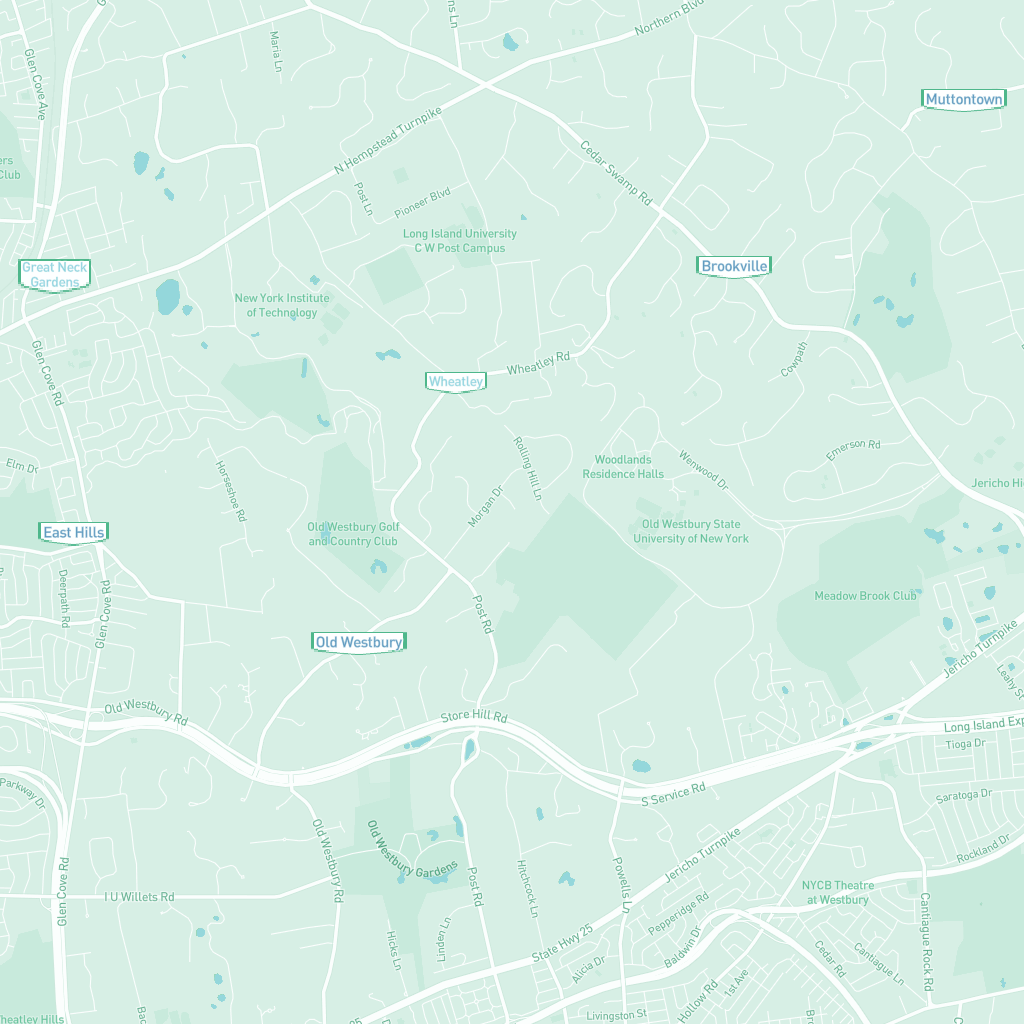 Northern Blvd
Maria Ln
Glen Cove Ave
Muttontown
N Hempstead Turnpike
Cedar Swamp Rd
Club
Post Ln
Pioneer Blvd
Long Island University
C W Post Campus
Great Neck
Gardens
Brookville
New York Institute
of Technology
Glen Cove Rd
Wheatley Rd
Cowpath
Wheatley
Elm Dr
Horseshoe Rd
Rolling Hill Ln
Emerson Rd
Woodlands
Residence Halls
Wenwood Dr
Morgan Dr
Old Westbury Golf
and Country Club
Old Westbury State
University of New York
East Hills
Deerpath Rd
Glen Cove Rd
Meadow Brook Club
Post Rd
Old Westbury
Jericho Turnpike
Leahy St
Old Westbury Rd
Store Hill Rd
Tioga Dr
Parkway Dr
S Service Rd
Saratoga Dr
Old Westbury Rd
Old Westbury Gardens
Jericho Turnpike
Rockland Dr
Glen Cove Rd
I U Willets Rd
Post Rd
Hitchcock Ln
Powells Ln
NYCB Theatre
at Westbury
Pepperidge Rd
Cantiague Rock Rd
Hicks Ln
Linden Ln
State Hwy 25
Baldwin Dr
Cedar Rd
Cantiague Ln
Alicia Dr
1st Ave
Hollow Rd
Livingston St